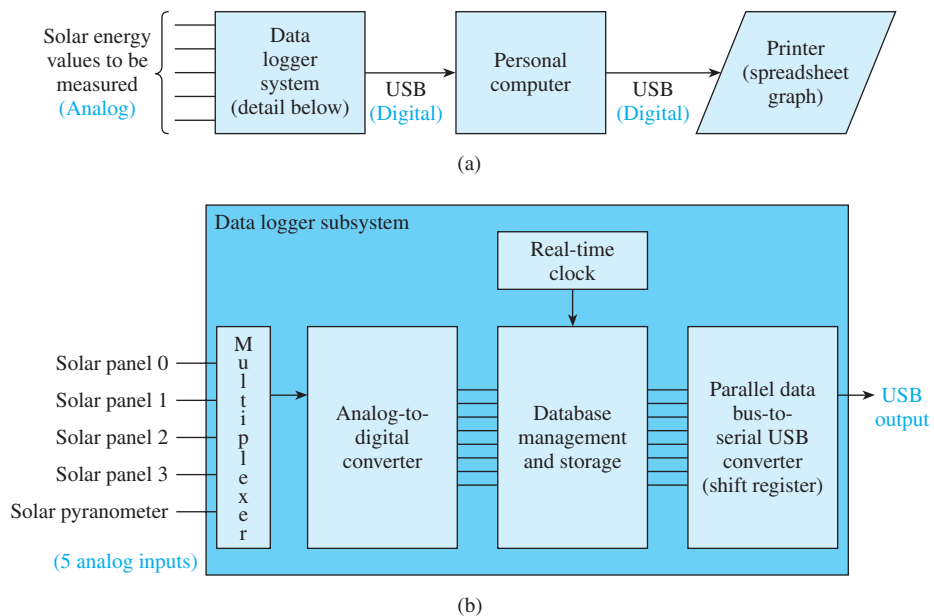 Solar energy
values to be
measured
(Analog)
Data
logger
system
(detail below)
USB
(Digital)
Personal
computer
USB
(Digital)
Printer
(spreadsheet
graph)
(a)
Data logger subsystem
Real-time
clock
Solar panel 0
Solar panel 1
Solar panel 2
Solar panel 3
Solar pyranometer
(5 analog inputs)
Multiplexer
Analog-to-
digital
converter
Database
management
and storage
Parallel data
bus-to-
serial USB
converter
(shift register)
USB
output
(b)